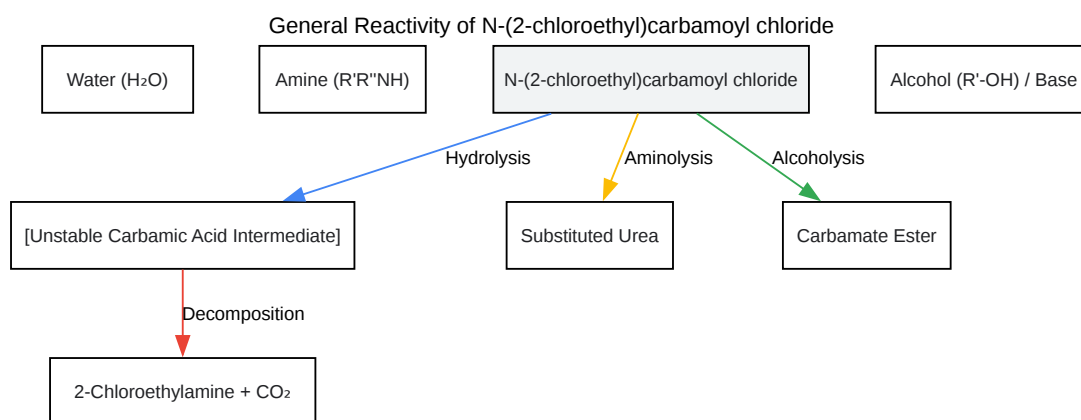 General Reactivity of N-(2-chloroethyl)carbamoyl chloride
Water (H₂O)
Amine (R'R''NH)
N-(2-chloroethyl)carbamoyl chloride
Alcohol (R'-OH) / Base
Hydrolysis
Aminolysis
Alcoholysis
[Unstable Carbamic Acid Intermediate]
Substituted Urea
Carbamate Ester
Decomposition
2-Chloroethylamine + CO₂